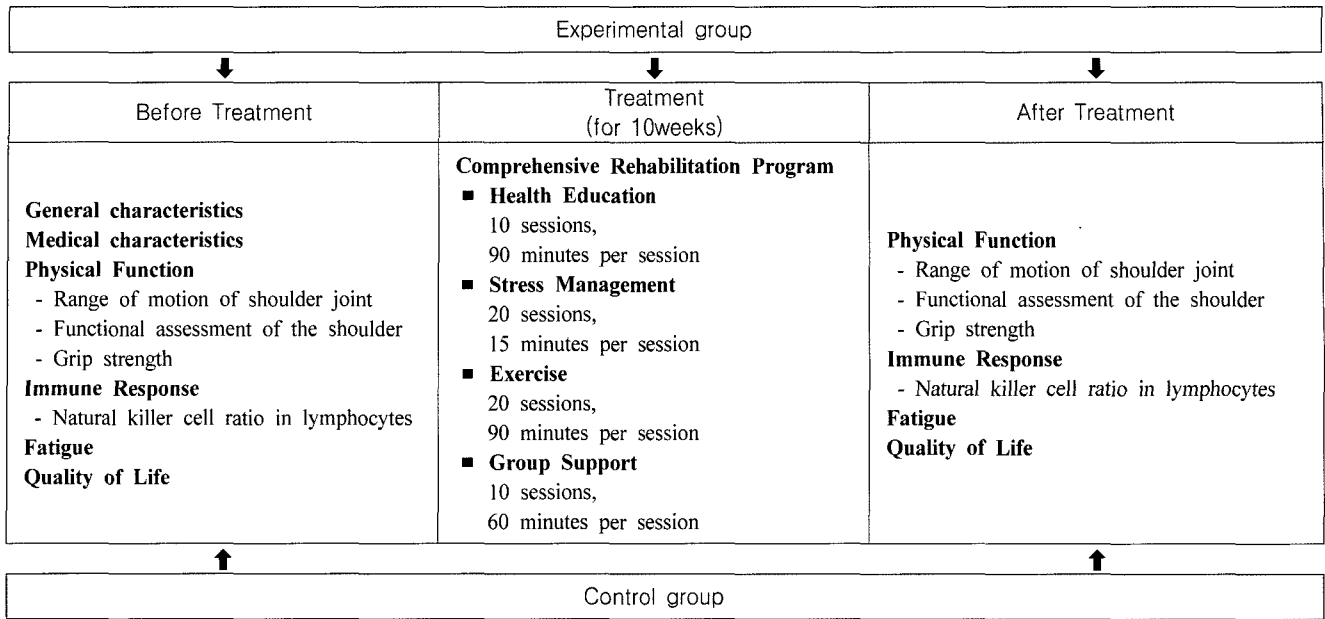 Experimental group
Before Treatment
Treatment
(for 10weeks)
After Treatment
General characteristics
Medical characteristics
Physical Function
- Range of motion of shoulder joint
- Functional assessment of the shoulder
- Grip strength
Immune Response
- Natural killer cell ratio in lymphocytes
Fatigue
Quality of Life
Comprehensive Rehabilitation Program
■ Health Education
10 sessions,
90 minutes per session
■ Stress Management
20 sessions,
15 minutes per session
■ Exercise
20 sessions,
90 minutes per session
■ Group Support
10 sessions,
60 minutes per session
Physical Function
- Range of motion of shoulder joint
- Functional assessment of the shoulder
- Grip strength
Immune Response
- Natural killer cell ratio in lymphocytes
Fatigue
Quality of Life
Control group